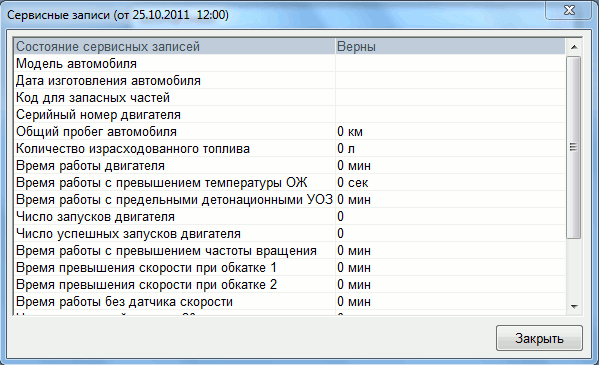 Сервисные записи (от 25.10.2011 12:00)
Состояние сервисных записей Верны
Модель автомобиля
Дата изготовления автомобиля
Код для запасных частей
Серийный номер двигателя
Общий пробег автомобиля 0 км
Количество израсходованного топлива 0 л
Время работы двигателя 0 мин
Время работы с превышением температуры ОЖ 0 сек
Время работы с предельными детонационными УОЗ 0 мин
Число запусков двигателя 0
Число успешных запусков двигателя 0
Время работы с превышением частоты вращения 0 мин
Время превышения скорости при обкатке 1 0 мин
Время превышения скорости при обкатке 2 0 мин
Время работы без датчика скорости 0 мин
Закрыть